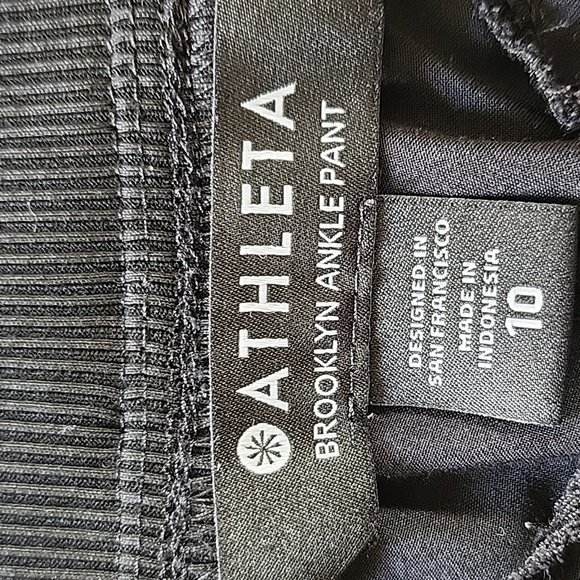 ATHLETA
BROOKLYN ANKLE PANT
DESIGNED IN
SAN FRANCISCO
MADE IN
INDONESIA
10